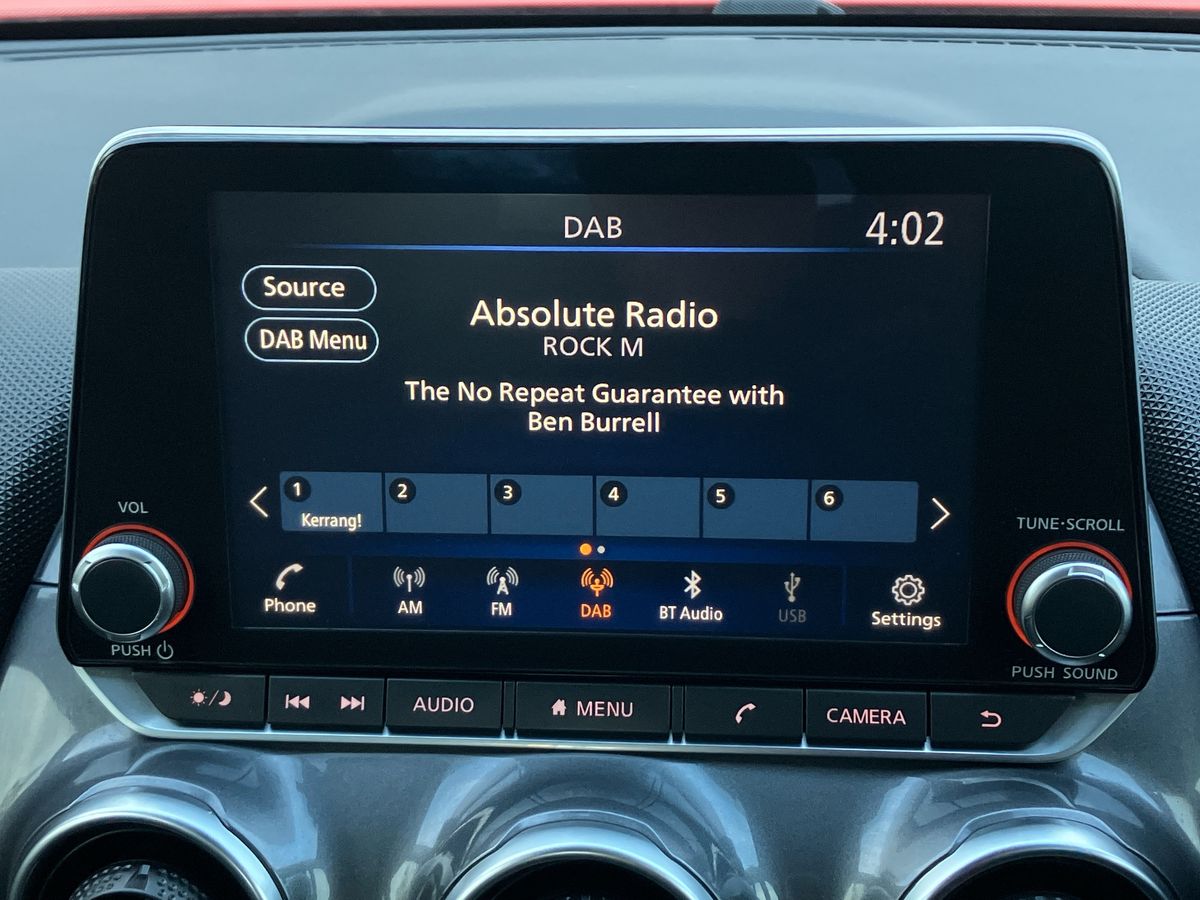 DAB
4:02
Source
DAB Menu
Absolute Radio
ROCK M
The No Repeat Guarantee with
Ben Burrell
1 2 3 4 5 6
Kerrang!
VOL
TUNE·SCROLL
Phone
AM
FM
DAB
BT Audio
USB
Settings
PUSH
PUSH SOUND
AUDIO
MENU
CAMERA